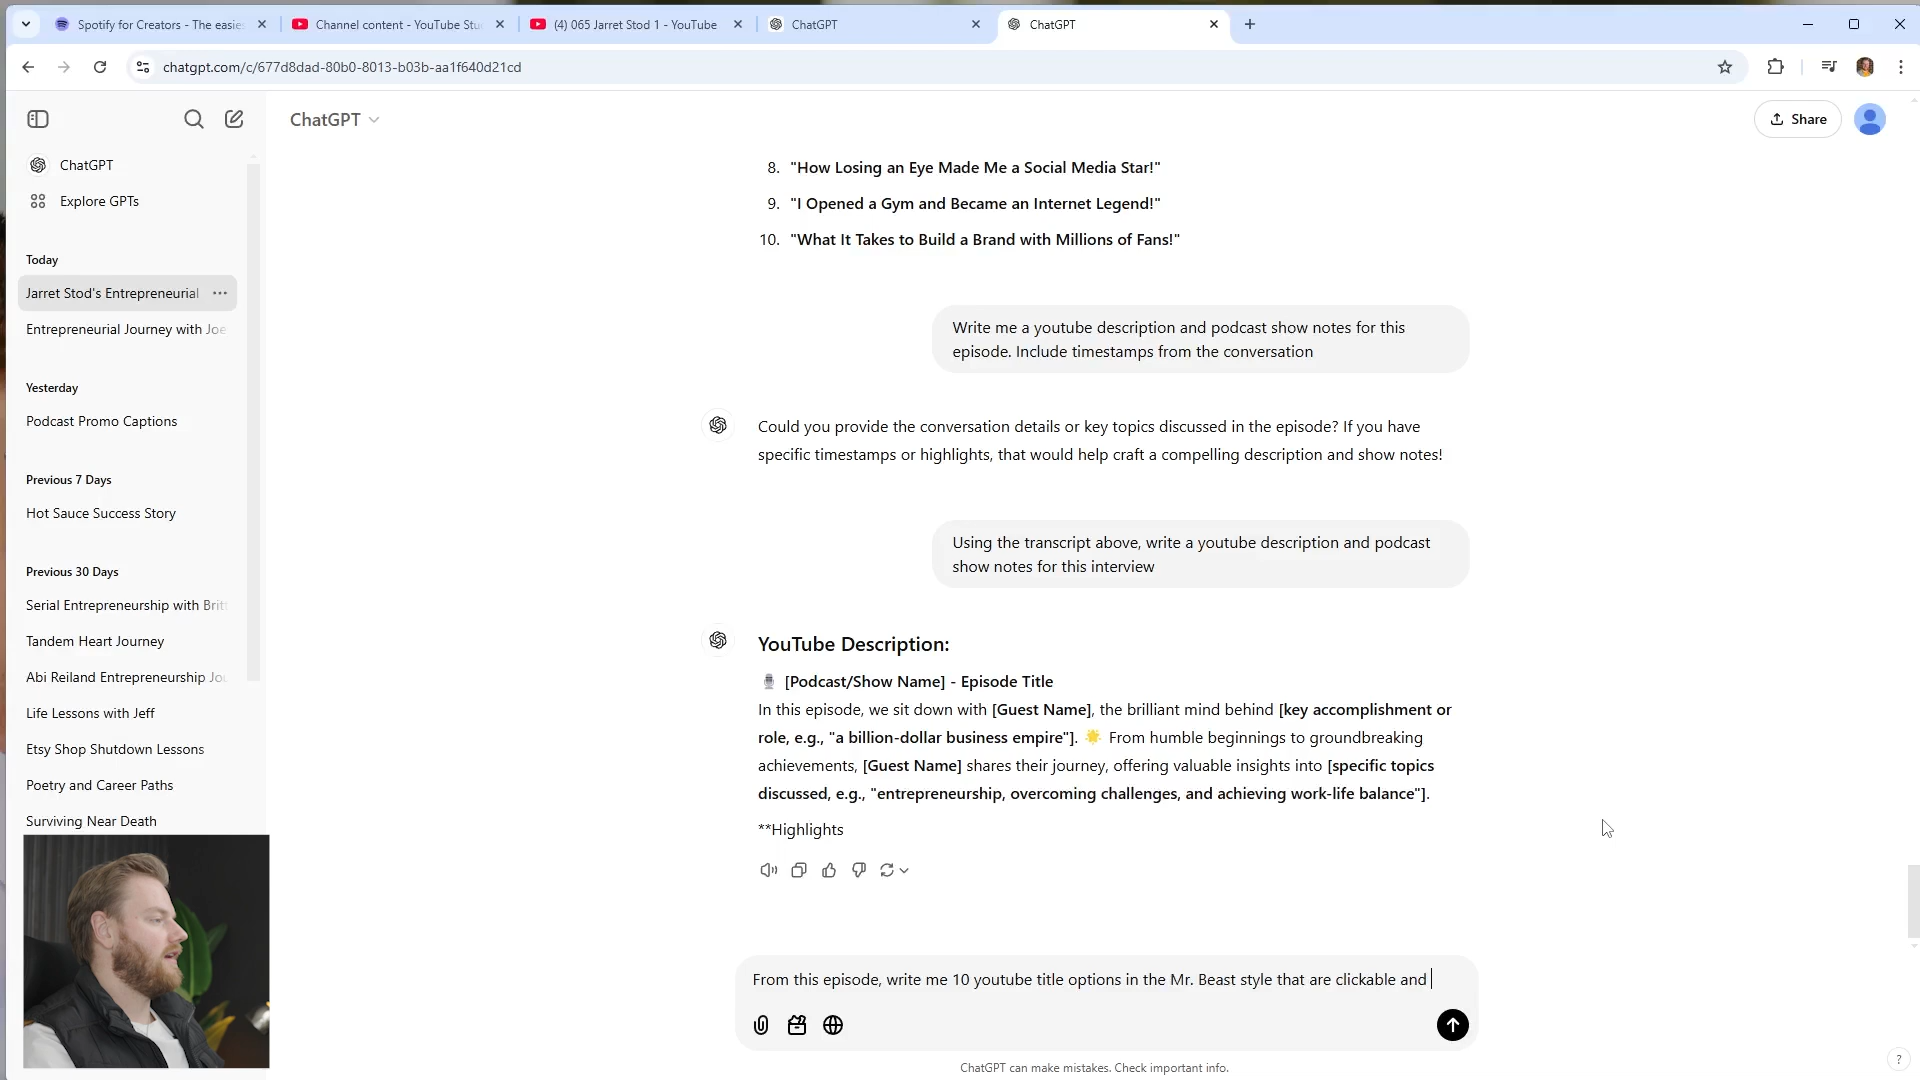 Spotify for Creators - The easies
Channel content - YouTube Stu
(4) 065 Jarret Stod 1 - YouTube
ChatGPT
ChatGPT
chatgpt.com/c/677d8dad-80b0-8013-b03b-aa1f640d21cd
ChatGPT
Share
ChatGPT
Explore GPTs
Today
Jarret Stod's Entrepreneurial
Entrepreneurial Journey with Joe
Yesterday
Podcast Promo Captions
Previous 7 Days
Hot Sauce Success Story
Previous 30 Days
Serial Entrepreneurship with Britt
Tandem Heart Journey
Abi Reiland Entrepreneurship Jou
Life Lessons with Jeff
Etsy Shop Shutdown Lessons
Poetry and Career Paths
Surviving Near Death
8. "How Losing an Eye Made Me a Social Media Star!"
9. "I Opened a Gym and Became an Internet Legend!"
10. "What It Takes to Build a Brand with Millions of Fans!"
Write me a youtube description and podcast show notes for this
episode. Include timestamps from the conversation
Could you provide the conversation details or key topics discussed in the episode? If you have
specific timestamps or highlights, that would help craft a compelling description and show notes!
Using the transcript above, write a youtube description and podcast
show notes for this interview
YouTube Description:
[Podcast/Show Name] - Episode Title
In this episode, we sit down with [Guest Name], the brilliant mind behind [key accomplishment or
role, e.g., "a billion-dollar business empire"]. 🌟 From humble beginnings to groundbreaking
achievements, [Guest Name] shares their journey, offering valuable insights into [specific topics
discussed, e.g., "entrepreneurship, overcoming challenges, and achieving work-life balance"].
**Highlights
From this episode, write me 10 youtube title options in the Mr. Beast style that are clickable and
ChatGPT can make mistakes. Check important info.
?